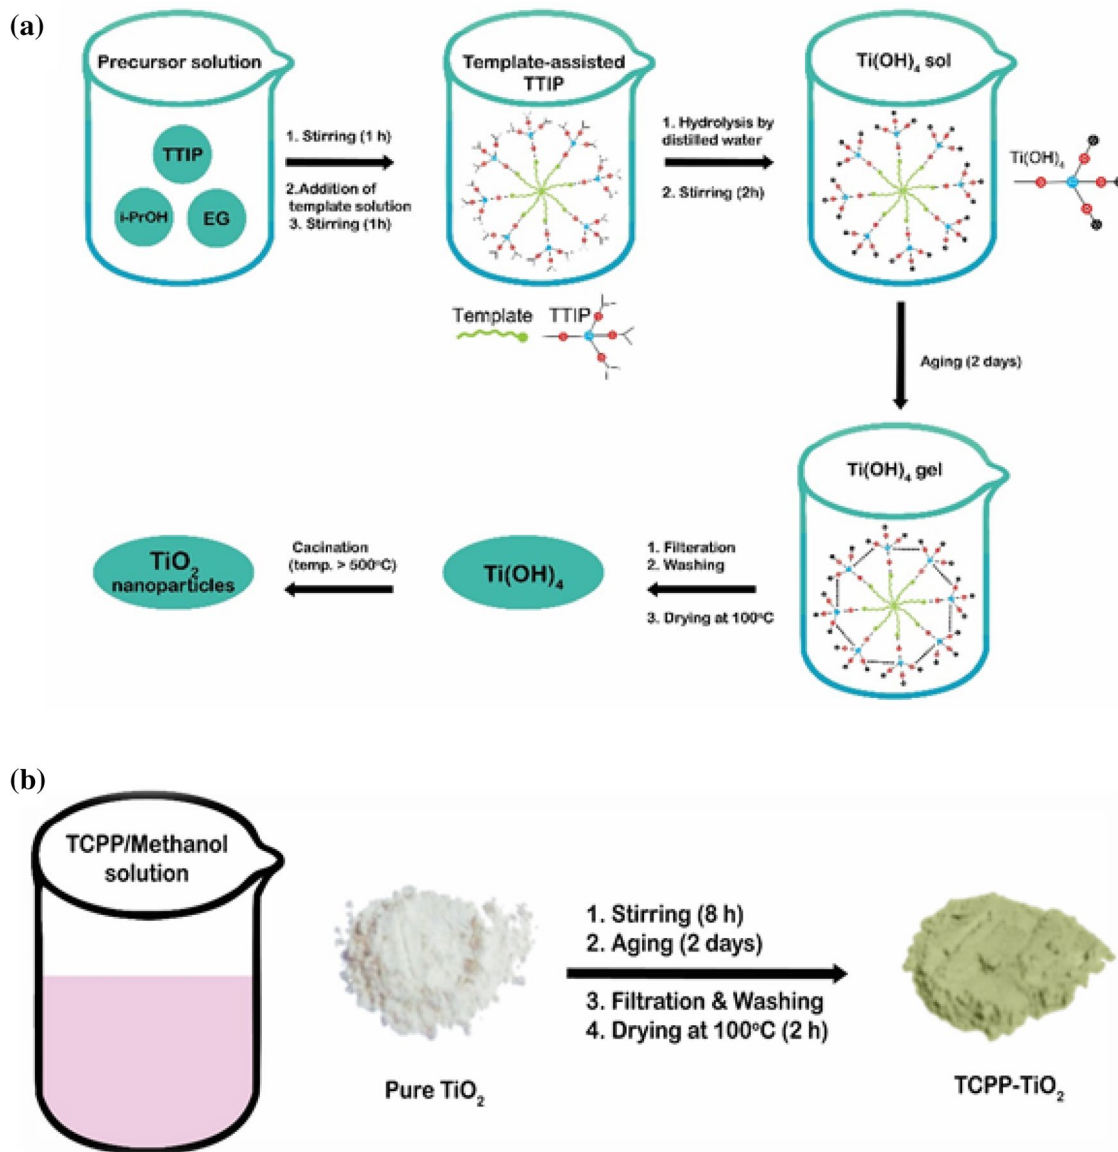 (a)
Precursor solution
TTIP
i-PrOH
EG
1. Stirring (1 h)
2.Addition of
template solution
3. Stirring (1h)
Template-assisted
TTIP
Template
TTIP
1. Hydrolysis by
distilled water
2. Stirring (2h)
Ti(OH)₄ sol
Ti(OH)₄
Aging (2 days)
Ti(OH)₄ gel
1. Filteration
2. Washing
3. Drying at 100°C
Ti(OH)₄
Cacination
(temp. > 500°C)
TiO₂
nanoparticles
(b)
TCPP/Methanol
solution
Pure TiO₂
1. Stirring (8 h)
2. Aging (2 days)
3. Filtration & Washing
4. Drying at 100°C (2 h)
TCPP-TiO₂